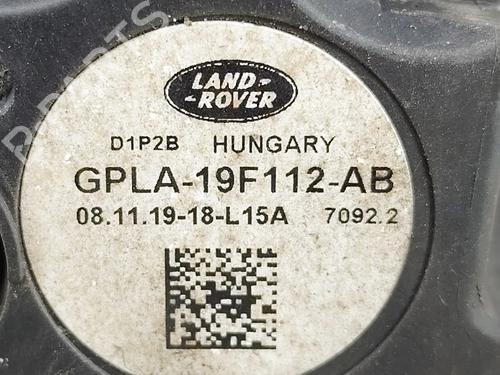 LAND-
-ROVER
D1P2B HUNGARY
GPLA-19F112-AB
08.11.19-18-L15A 7092.2